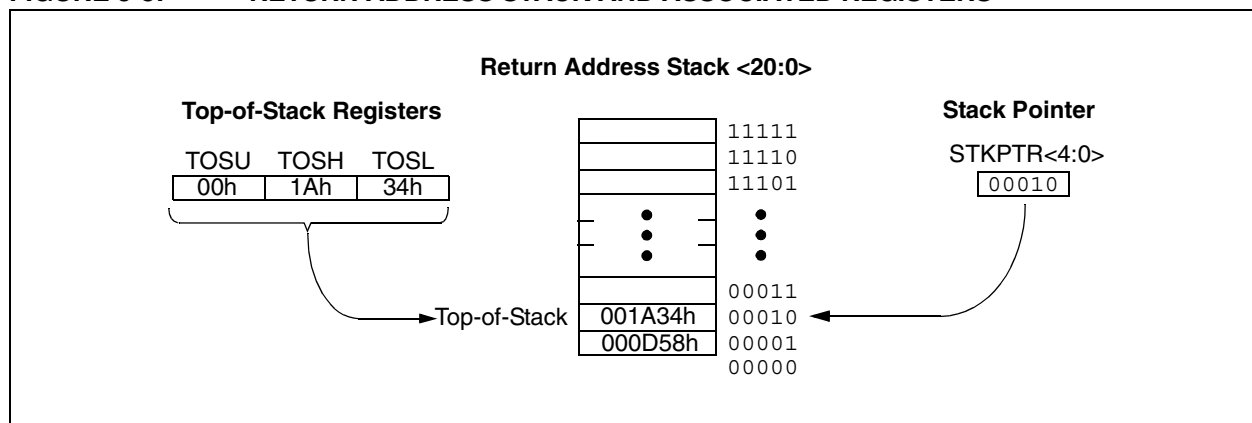 Return Address Stack <20:0>
Top-of-Stack Registers
Stack Pointer
TOSU TOSH TOSL
STKPTR<4:0>
00h 1Ah 34h
00010
11111
11110
11101
00011
Top-of-Stack 001A34h 00010
000D58h 00001
00000